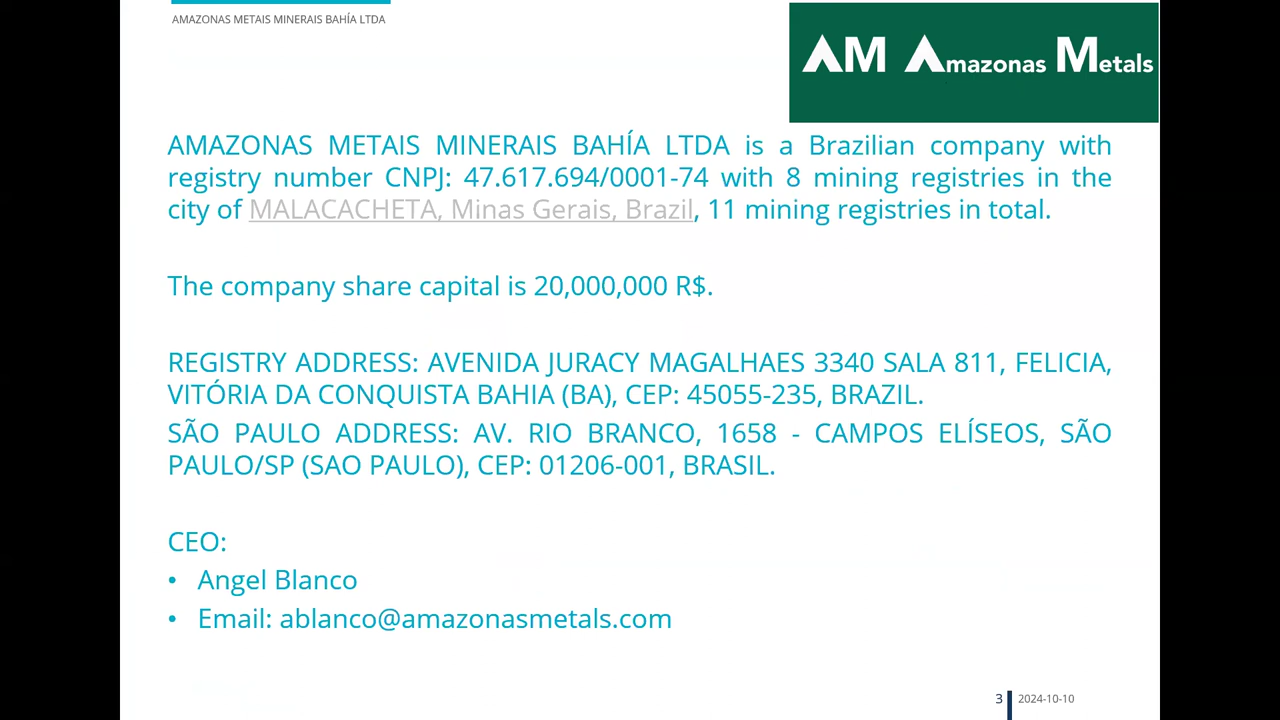 AMAZONAS METAIS MINERAIS BAHÍA LTDA
AM Amazonas Metals
AMAZONAS METAIS MINERAIS BAHÍA LTDA is a Brazilian company with
registry number CNPJ: 47.617.694/0001-74 with 8 mining registries in the
city of MALACACHETA, Minas Gerais, Brazil, 11 mining registries in total.
The company share capital is 20,000,000 R$.
REGISTRY ADDRESS: AVENIDA JURACY MAGALHAES 3340 SALA 811, FELICIA,
VITÓRIA DA CONQUISTA BAHIA (BA), CEP: 45055-235, BRAZIL.
SÃO PAULO ADDRESS: AV. RIO BRANCO, 1658 - CAMPOS ELÍSEOS, SÃO
PAULO/SP (SAO PAULO), CEP: 01206-001, BRASIL.
CEO:
• Angel Blanco
• Email: ablanco@amazonasmetals.com
3 2024-10-10